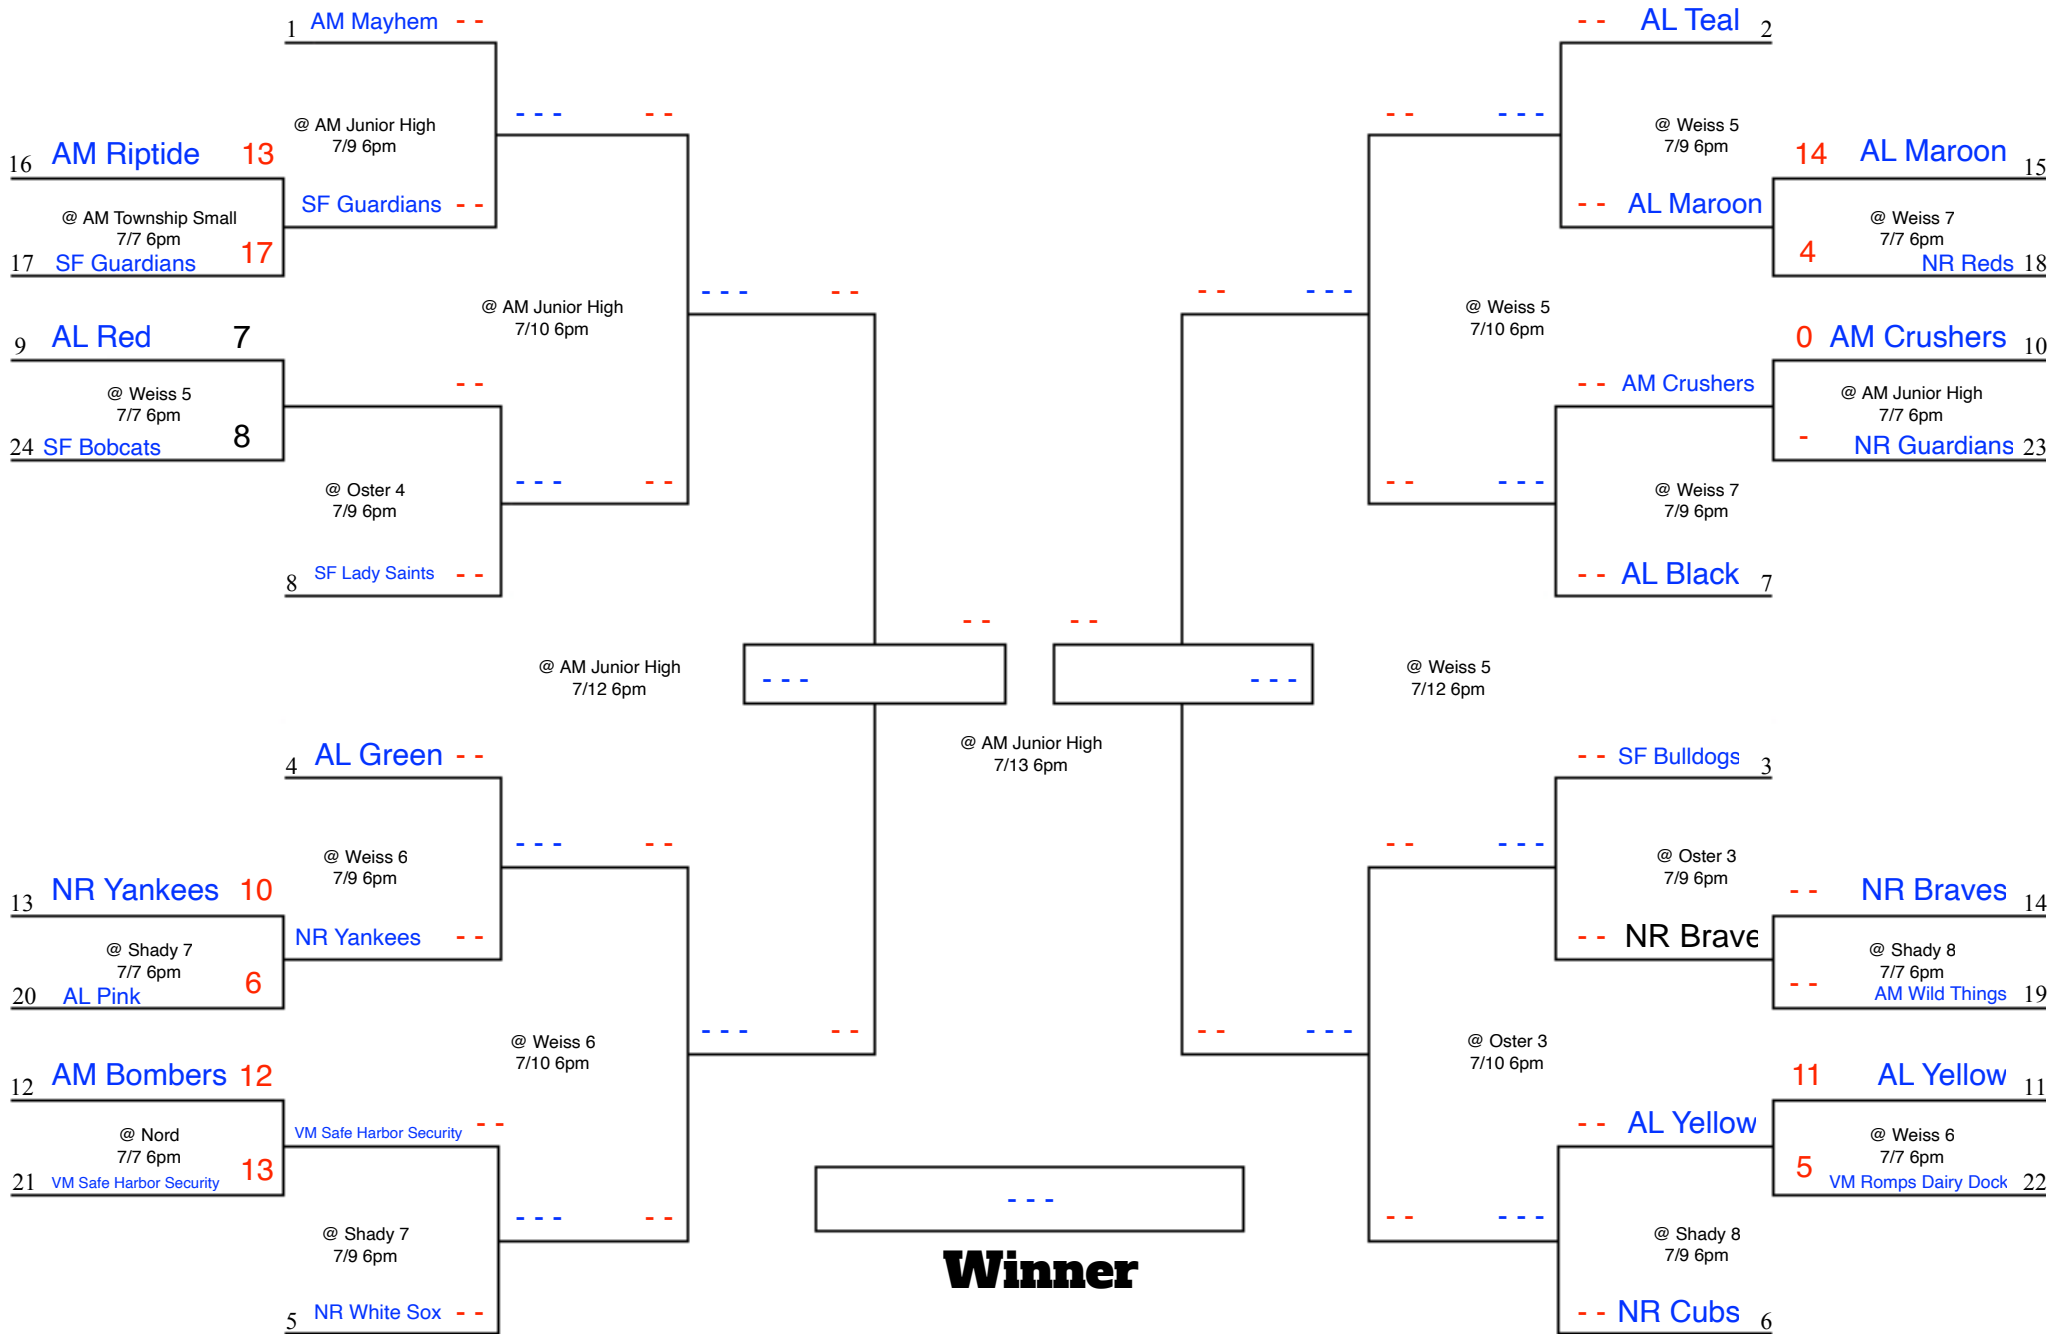 1 AM Mayhem - -
@ AM Junior High
7/9 6pm
16 AM Riptide 13
@ AM Township Small
7/7 6pm
17 SF Guardians 17
SF Guardians - -
- - - - -
@ AM Junior High
7/10 6pm
9 AL Red 7
@ Weiss 5
7/7 6pm
24 SF Bobcats 8
- -
@ Oster 4
7/9 6pm
8 SF Lady Saints - -
- - - - -
- - - - -
@ AM Junior High
7/12 6pm
- -
- - -
4 AL Green - -
@ Weiss 6
7/9 6pm
13 NR Yankees 10
@ Shady 7
7/7 6pm
20 AL Pink 6
NR Yankees - -
- - - - -
@ Weiss 6
7/10 6pm
- - - - -
12 AM Bombers 12
@ Nord
7/7 6pm
21 VM Safe Harbor Security 13
VM Safe Harbor Security - -
@ Shady 7
7/9 6pm
5 NR White Sox - -
- - - - -
@ AM Junior High
7/13 6pm
- - -
Winner
- - AL Teal 2
@ Weiss 5
7/9 6pm
14 AL Maroon 15
- - AL Maroon
@ Weiss 7
7/7 6pm
4 NR Reds 18
- - - - -
@ Weiss 5
7/10 6pm
- - - - -
0 AM Crushers 10
- - AM Crushers
@ AM Junior High
7/7 6pm
- NR Guardians 23
- - - - -
@ Weiss 7
7/9 6pm
- - AL Black 7
- -
- - -
@ Weiss 5
7/12 6pm
- - SF Bulldogs 3
@ Oster 3
7/9 6pm
- - NR Braves 14
- - NR Brave
@ Shady 8
7/7 6pm
- - AM Wild Things 19
- - - - -
@ Oster 3
7/10 6pm
- - - - -
11 AL Yellow 11
- - AL Yellow
@ Weiss 6
7/7 6pm
5 VM Romps Dairy Dock 22
- - - - -
@ Shady 8
7/9 6pm
- - NR Cubs 6